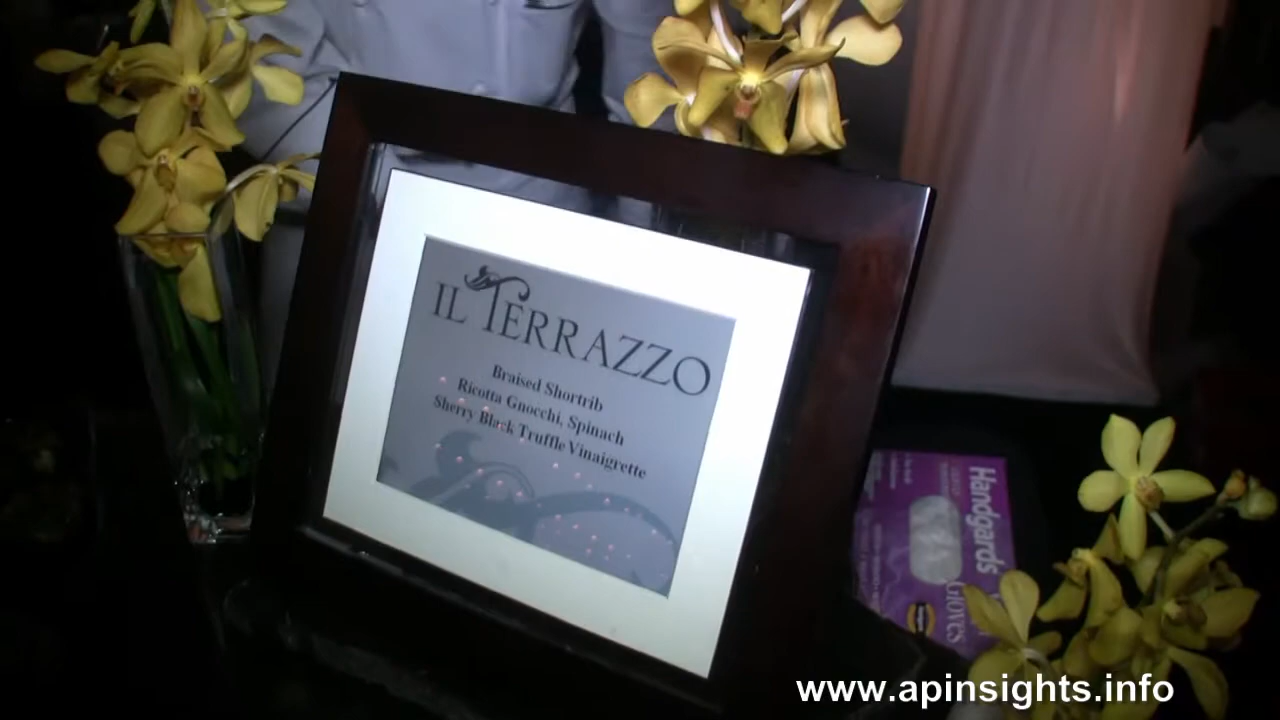 IL TERRAZZO
Braised Shortrib
Ricotta Gnocchi, Spinach
Sherry Black Truffle Vinaigrette
Handgards
GLOVES
www.apinsights.info